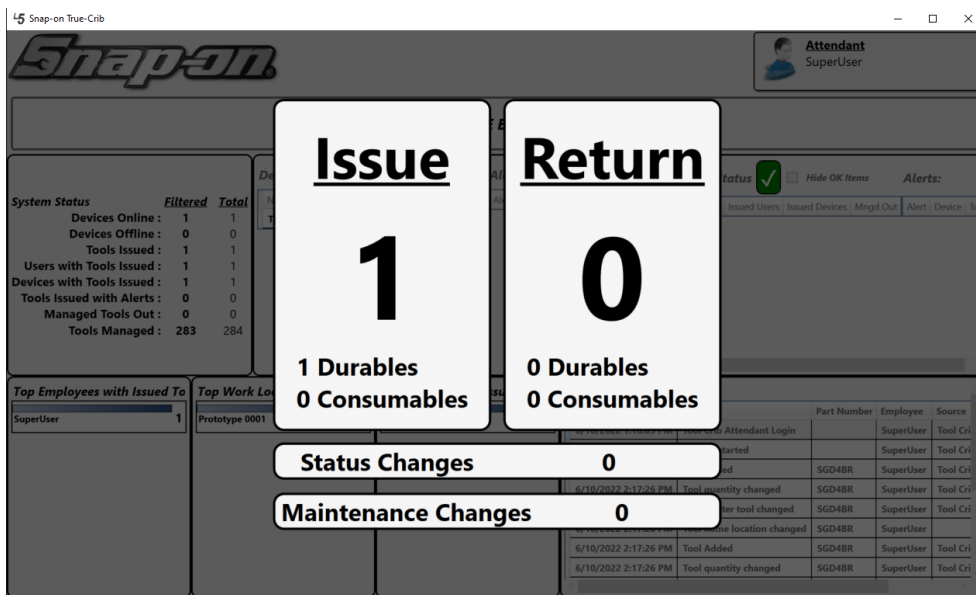 Snap-on True-Crib
Snap-on
Attendant
SuperUser
Issue
1
1 Durables
0 Consumables
Return
0
0 Durables
0 Consumables
Status Changes 0
Maintenance Changes 0
System Status Filtered Total
Devices Online : 1 1
Devices Offline : 0 0
Tools Issued : 1 1
Users with Tools Issued : 1 1
Devices with Tools Issued : 1 1
Tools Issued with Alerts : 0 0
Managed Tools Out : 0 0
Tools Managed : 283 284
Hide OK Items Alerts:
Issued Users Issued Devices Mngd Out Alert Device
Top Employees with Issued To
SuperUser 1
Top Work Lo
Prototype 0001
Part Number Employee Source
Attendant Login SuperUser Tool Cri
SuperUser Tool Cri
SGD4BR SuperUser Tool Cri
6/10/2022 2:17:26 PM Tool quantity changed SGD4BR SuperUser Tool Cri
ter tool changed SGD4BR SuperUser Tool Cri
home location changed SGD4BR SuperUser
6/10/2022 2:17:26 PM Tool Added SGD4BR SuperUser Tool Cri
6/10/2022 2:17:26 PM Tool quantity changed SGD4BR SuperUser Tool Cri